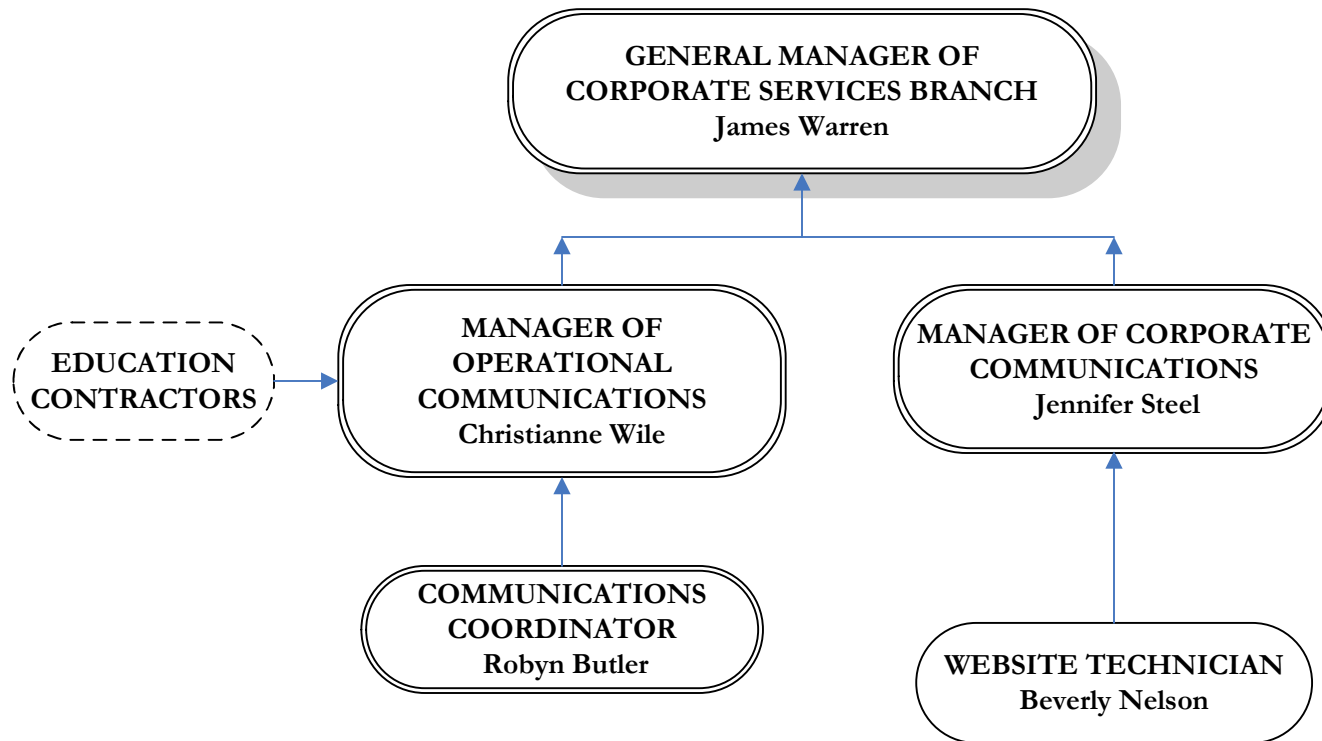 GENERAL MANAGER OF
CORPORATE SERVICES BRANCH
James Warren
EDUCATION
CONTRACTORS
MANAGER OF
OPERATIONAL
COMMUNICATIONS
Christianne Wile
MANAGER OF CORPORATE
COMMUNICATIONS
Jennifer Steel
COMMUNICATIONS
COORDINATOR
Robyn Butler
WEBSITE TECHNICIAN
Beverly Nelson